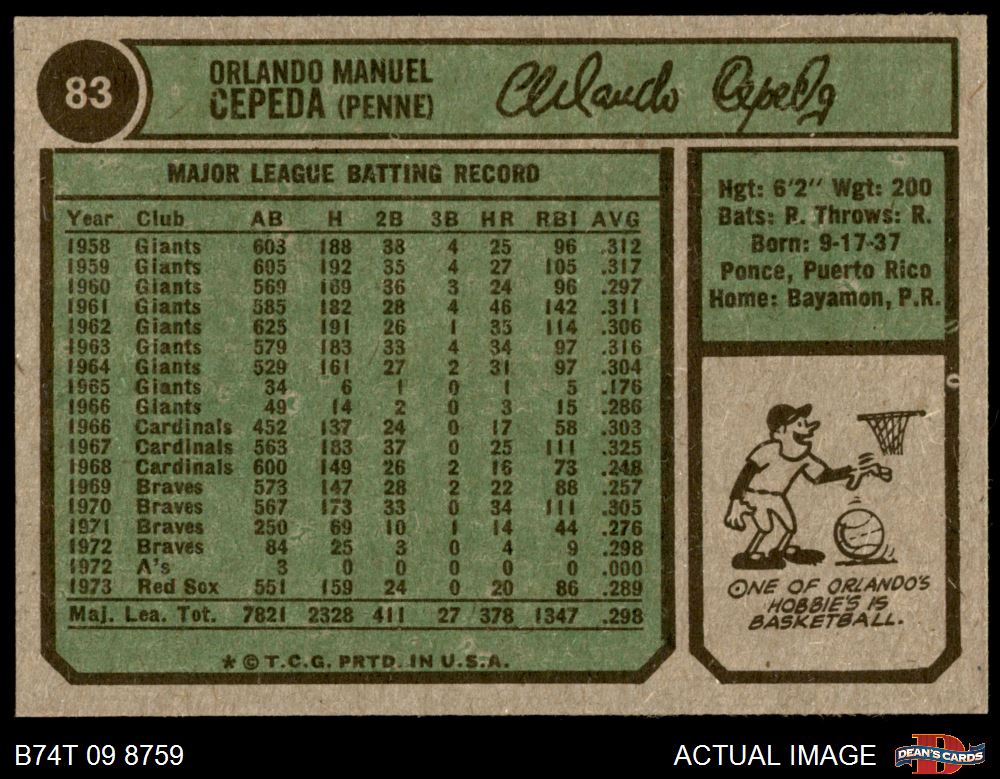 83
ORLANDO MANUEL
CEPEDA (PENNE)
Orlando Cepeda
MAJOR LEAGUE BATTING RECORD
Year Club AB H 2B 3B HR RBI AVG
1958 Giants 603 188 38 4 25 96 .312
1959 Giants 605 192 35 4 27 105 .317
1960 Giants 569 169 36 3 24 96 .297
1961 Giants 585 182 28 4 46 142 .311
1962 Giants 625 191 26 1 35 114 .306
1963 Giants 579 183 33 4 34 97 .316
1964 Giants 529 161 27 2 31 97 .304
1965 Giants 34 6 1 0 1 5 .176
1966 Giants 49 14 2 0 3 15 .286
1966 Cardinals 452 137 24 0 17 58 .303
1967 Cardinals 563 183 37 0 25 111 .325
1968 Cardinals 600 149 26 2 16 73 .248
1969 Braves 573 147 28 2 22 88 .257
1970 Braves 567 173 33 0 34 111 .305
1971 Braves 250 69 10 1 14 44 .276
1972 Braves 84 25 3 0 4 9 .298
1972 A's 3 0 0 0 0 0 .000
1973 Red Sox 551 159 24 0 20 86 .289
Maj. Lea. Tot. 7821 2328 411 27 378 1347 .298
* © T.C.G. PRTD. IN U.S.A.
Hgt: 6'2" Wgt: 200
Bats: R. Throws: R.
Born: 9-17-37
Ponce, Puerto Rico
Home: Bayamon, P.R.
ONE OF ORLANDO'S
HOBBIE'S IS
BASKETBALL.
B74T 09 8759
ACTUAL IMAGE
D
DEAN'S CARDS